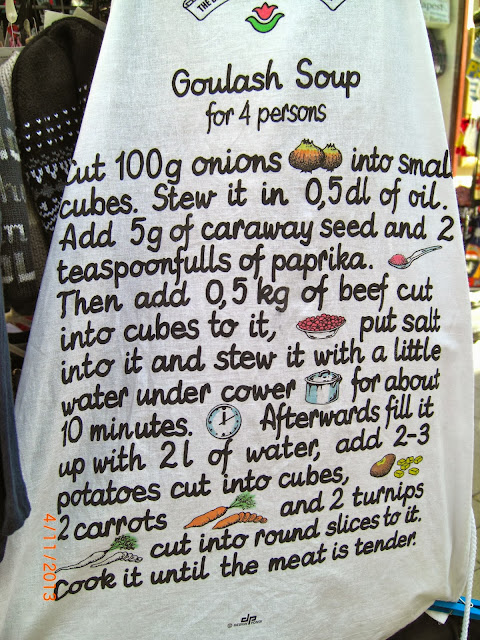 Goulash Soup
for 4 persons
Cut 100g onions into small
cubes. Stew it in 0,5dl of oil.
Add 5g of caraway seed and 2
teaspoonfulls of paprika.
Then add 0,5 kg of beef cut
into cubes to it, put salt
into it and stew it with a little
water under cower for about
10 minutes. Afterwards fill it
up with 2l of water, add 2-3
potatoes cut into cubes,
2 carrots and 2 turnips
cut into round slices to it.
Cook it until the meat is tender.
dp
4/11/2013